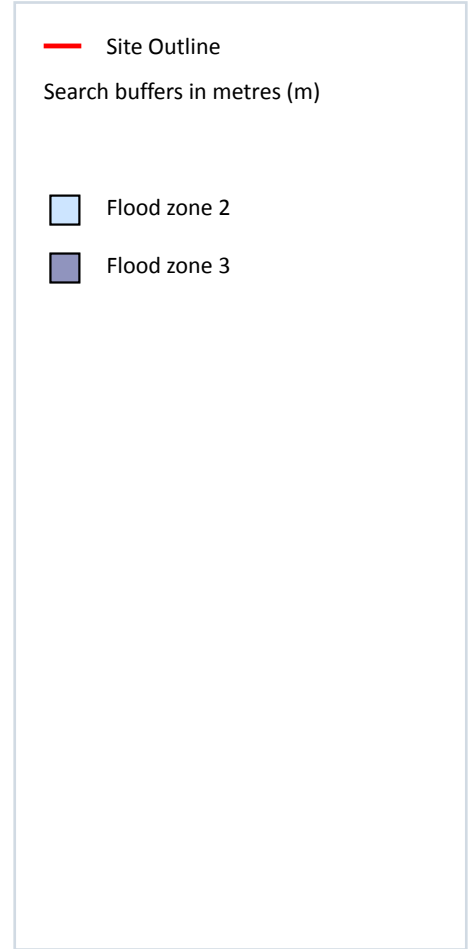 Site Outline
Search buffers in metres (m)
Flood zone 2
Flood zone 3